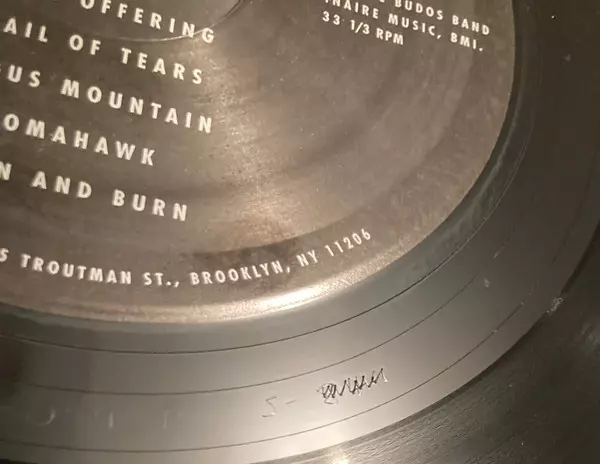 OFFERING
AIL OF TEARS
US MOUNTAIN
OMAHAWK
N AND BURN
BUDOS BAND
NAIRE MUSIC, BMI.
33 1/3 RPM
S TROUTMAN ST., BROOKLYN, NY 11206